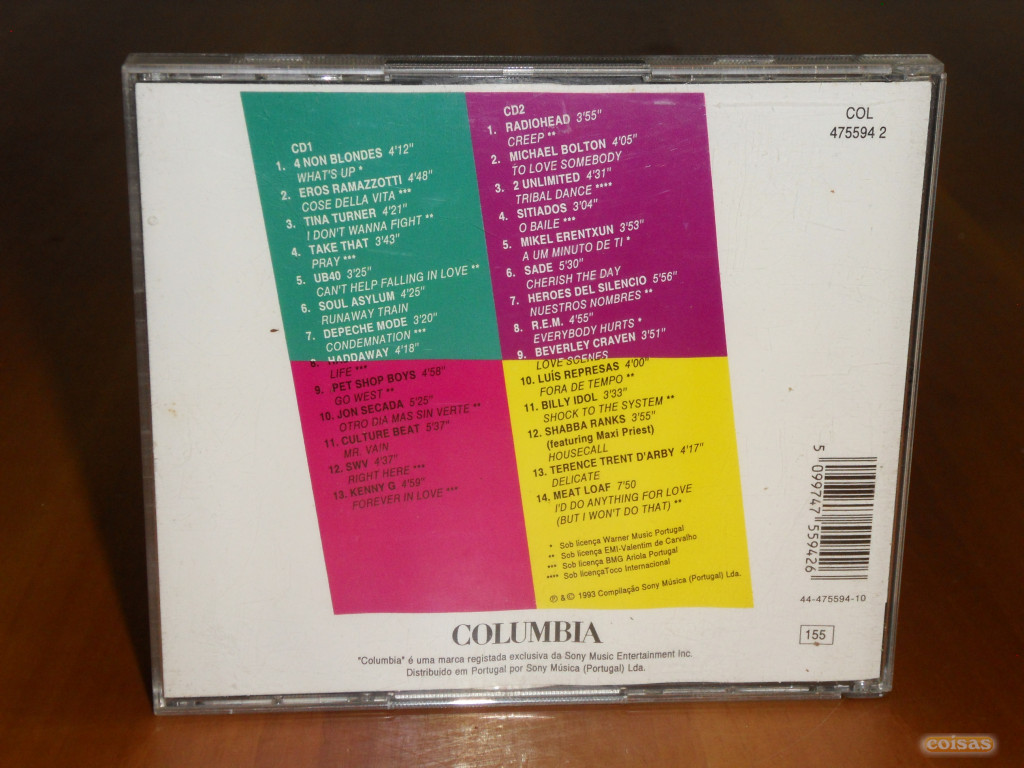 CD1
1. 4 NON BLONDES 4'12"
WHAT'S UP *
2. EROS RAMAZZOTTI 4'48"
COSE DELLA VITA ***
3. TINA TURNER 4'21"
I DON'T WANNA FIGHT **
4. TAKE THAT 3'43"
PRAY ***
5. UB40 3'25"
CAN'T HELP FALLING IN LOVE **
6. SOUL ASYLUM 4'25"
RUNAWAY TRAIN
7. DEPECHE MODE 3'20"
CONDEMNATION ***
8. HADDAWAY 4'18"
LIFE ***
9. PET SHOP BOYS 4'58"
GO WEST **
10. JON SECADA 5'25"
OTRO DIA MAS SIN VERTE **
11. CULTURE BEAT 5'37"
MR. VAIN
12. SWV 4'37"
RIGHT HERE ***
13. KENNY G 4'59"
FOREVER IN LOVE ***
CD2
1. RADIOHEAD 3'55"
CREEP **
2. MICHAEL BOLTON 4'05"
TO LOVE SOMEBODY
3. 2 UNLIMITED 4'31"
TRIBAL DANCE ****
4. SITIADOS 3'04"
O BAILE ***
5. MIKEL ERENTXUN 3'53"
A UM MINUTO DE TI *
6. SADE 5'30"
CHERISH THE DAY
7. HEROES DEL SILENCIO 5'56"
NUESTROS NOMBRES **
8. R.E.M. 4'55"
EVERYBODY HURTS *
9. BEVERLEY CRAVEN 3'51"
LOVE SCENES
10. LUÍS REPRESAS 4'00"
FORA DE TEMPO **
11. BILLY IDOL 3'33"
SHOCK TO THE SYSTEM **
12. SHABBA RANKS 3'55"
(featuring Maxi Priest)
HOUSECALL
13. TERENCE TRENT D'ARBY 4'17"
DELICATE
14. MEAT LOAF 7'50
I'D DO ANYTHING FOR LOVE
(BUT I WON'T DO THAT) **
* Sob licença Warner Music Portugal
** Sob licença EMI-Valentim de Carvalho
*** Sob licença BMG Ariola Portugal
**** Sob licençaToco Internacional
℗ & © 1993 Compilação Sony Música (Portugal) Lda.
COL
475594 2
5 099747 559426
44-475594-10
155
COLUMBIA
"Columbia" é uma marca registada exclusiva da Sony Music Entertainment Inc.
Distribuido em Portugal por Sony Música (Portugal) Lda.
coisas